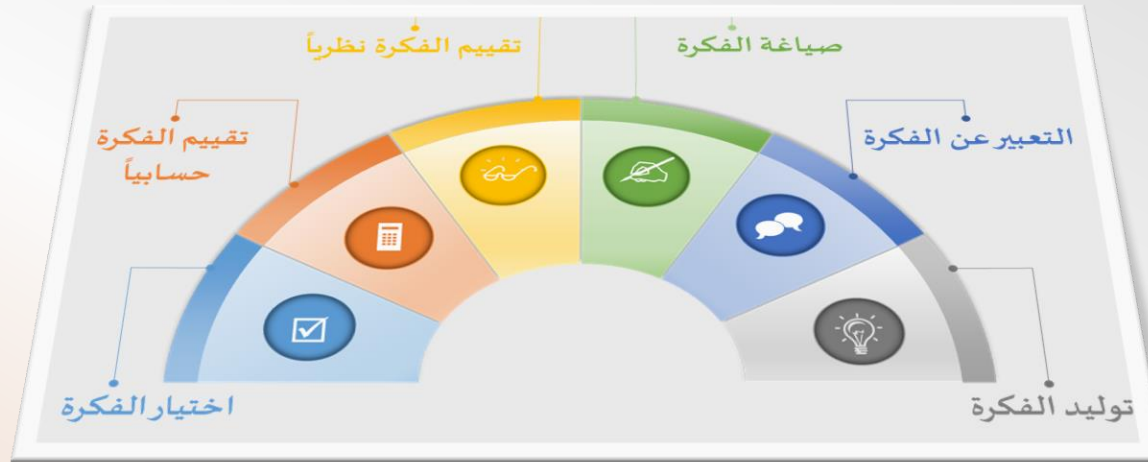 صياغة الفكرة
تقييم الفكرة نظرياً
التعبير عن الفكرة
تقييم الفكرة
حسابياً
توليد الفكرة
اختيار الفكرة